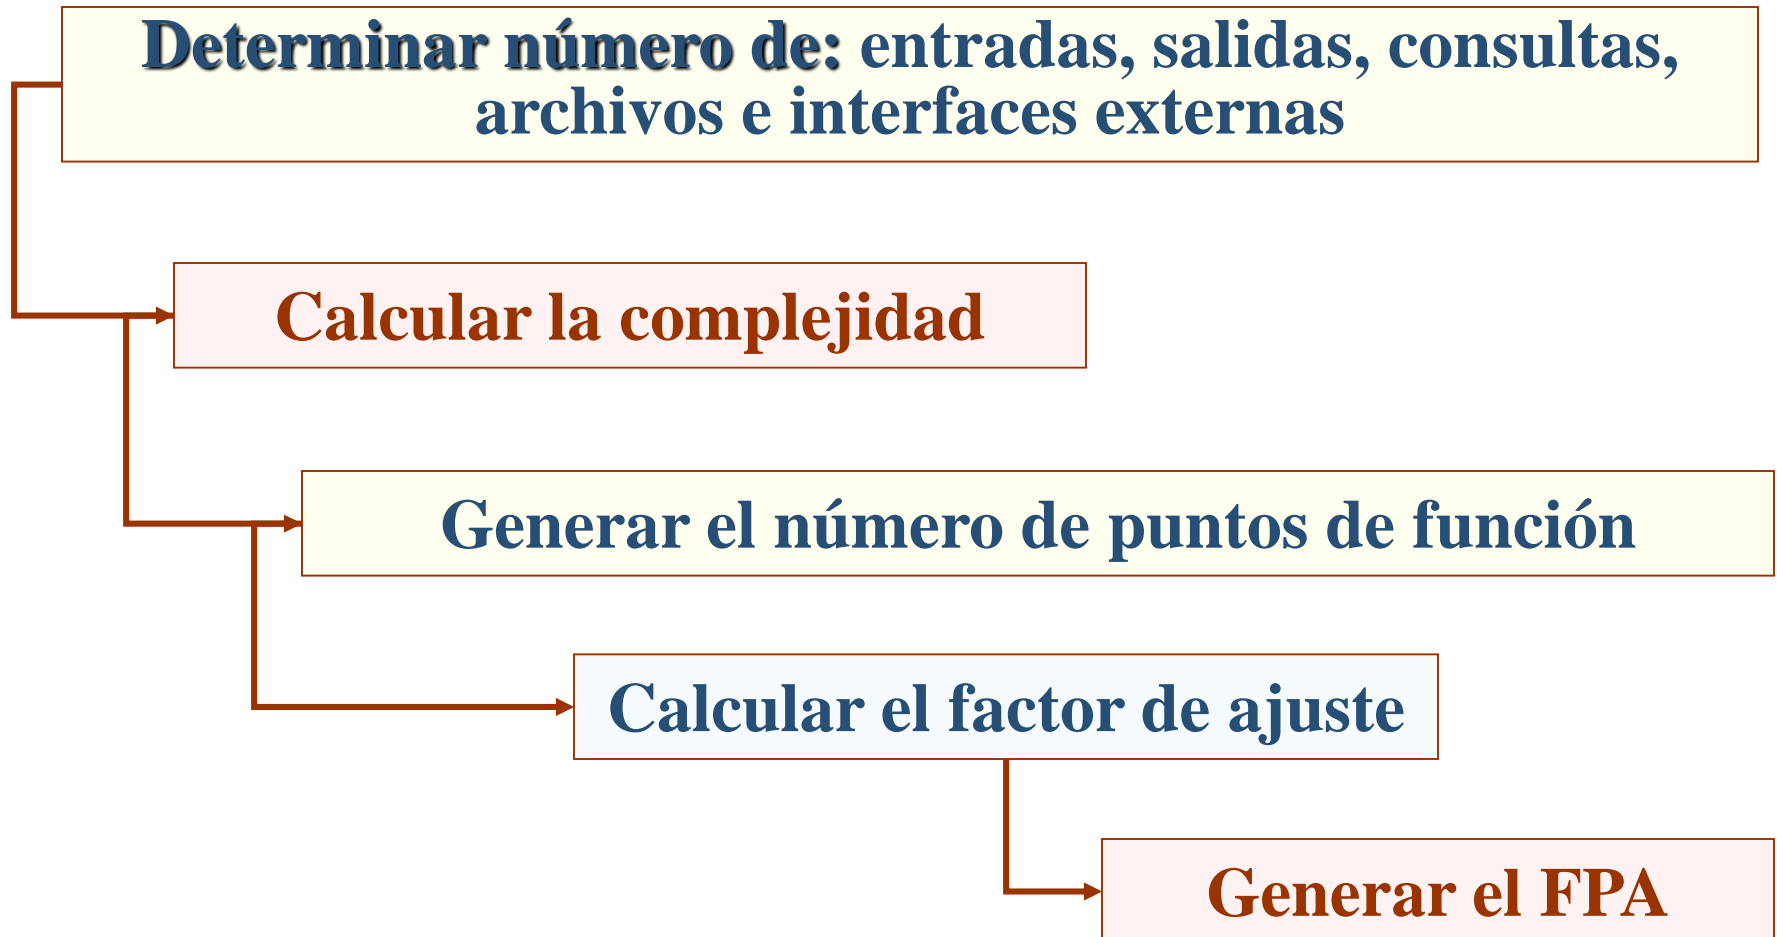 Determinar número de: entradas, salidas, consultas,
archivos e interfaces externas
Calcular la complejidad
Generar el número de puntos de función
Calcular el factor de ajuste
Generar el FPA